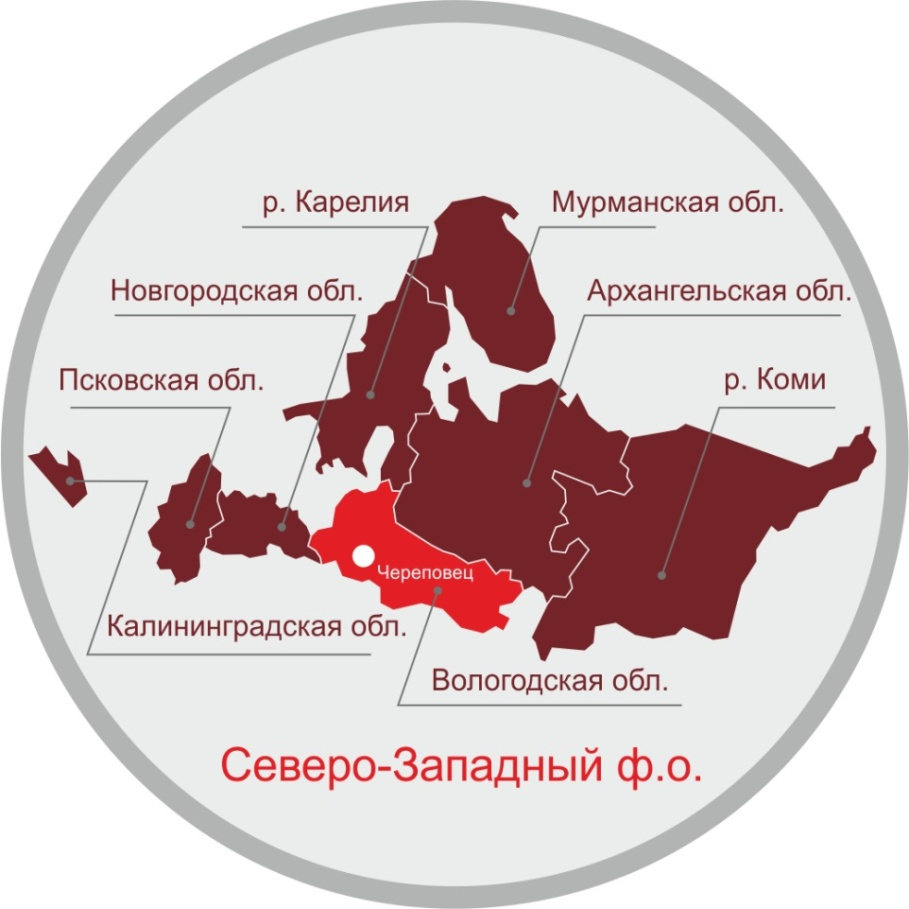 р. Карелия
Мурманская обл.
Новгородская обл.
Архангельская обл.
Псковская обл.
р. Коми
Череповец
Калининградская обл.
Вологодская обл.
Северо-Западный ф.о.